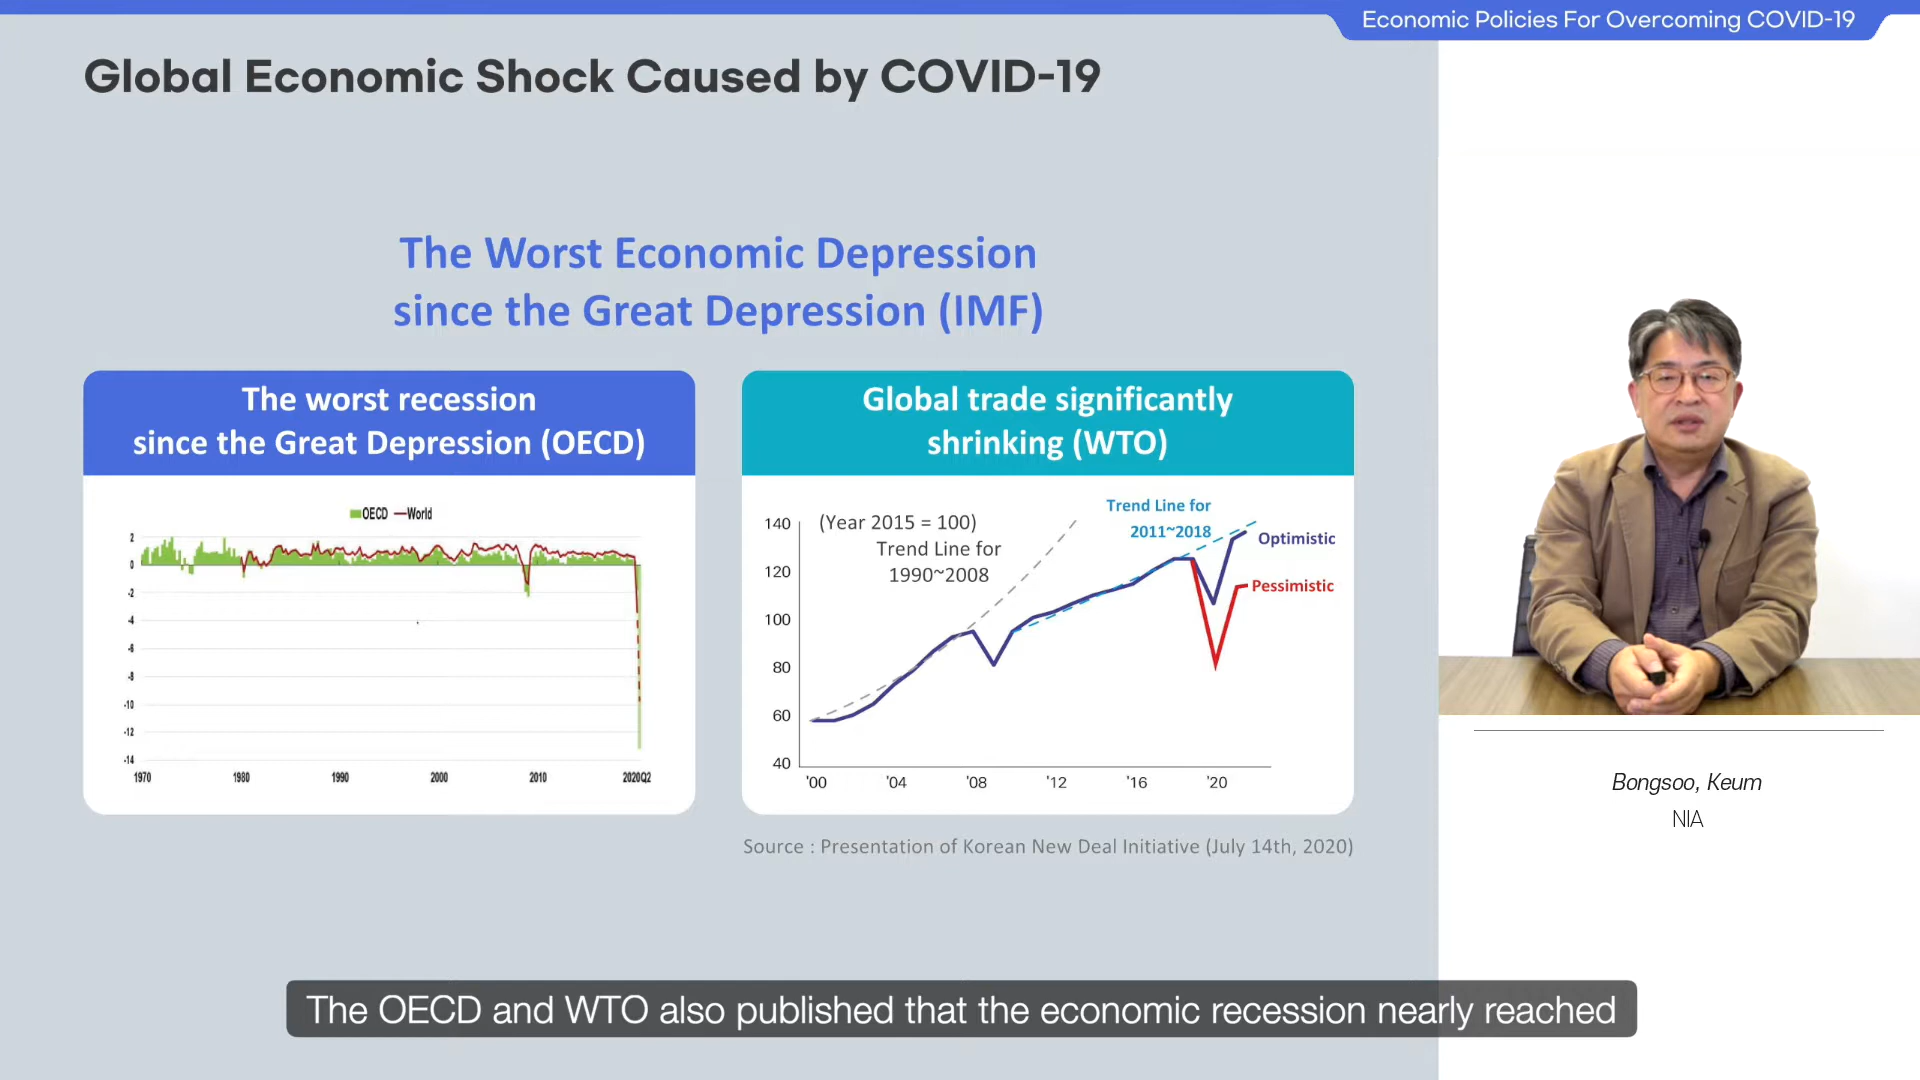 Economic Policies For Overcoming COVID-19
Global Economic Shock Caused by COVID-19
The Worst Economic Depression
since the Great Depression (IMF)
The worst recession
since the Great Depression (OECD)
OECD World
2
0
-2
-4
-6
-8
-10
-12
-14
1970 1980 1990 2000 2010 2020Q2
Global trade significantly
shrinking (WTO)
(Year 2015 = 100)
Trend Line for
1990~2008
Trend Line for
2011~2018
Optimistic
Pessimistic
140
120
100
80
60
40
'00 '04 '08 '12 '16 '20
Source : Presentation of Korean New Deal Initiative (July 14th, 2020)
Bongsoo, Keum
NIA
The OECD and WTO also published that the economic recession nearly reached